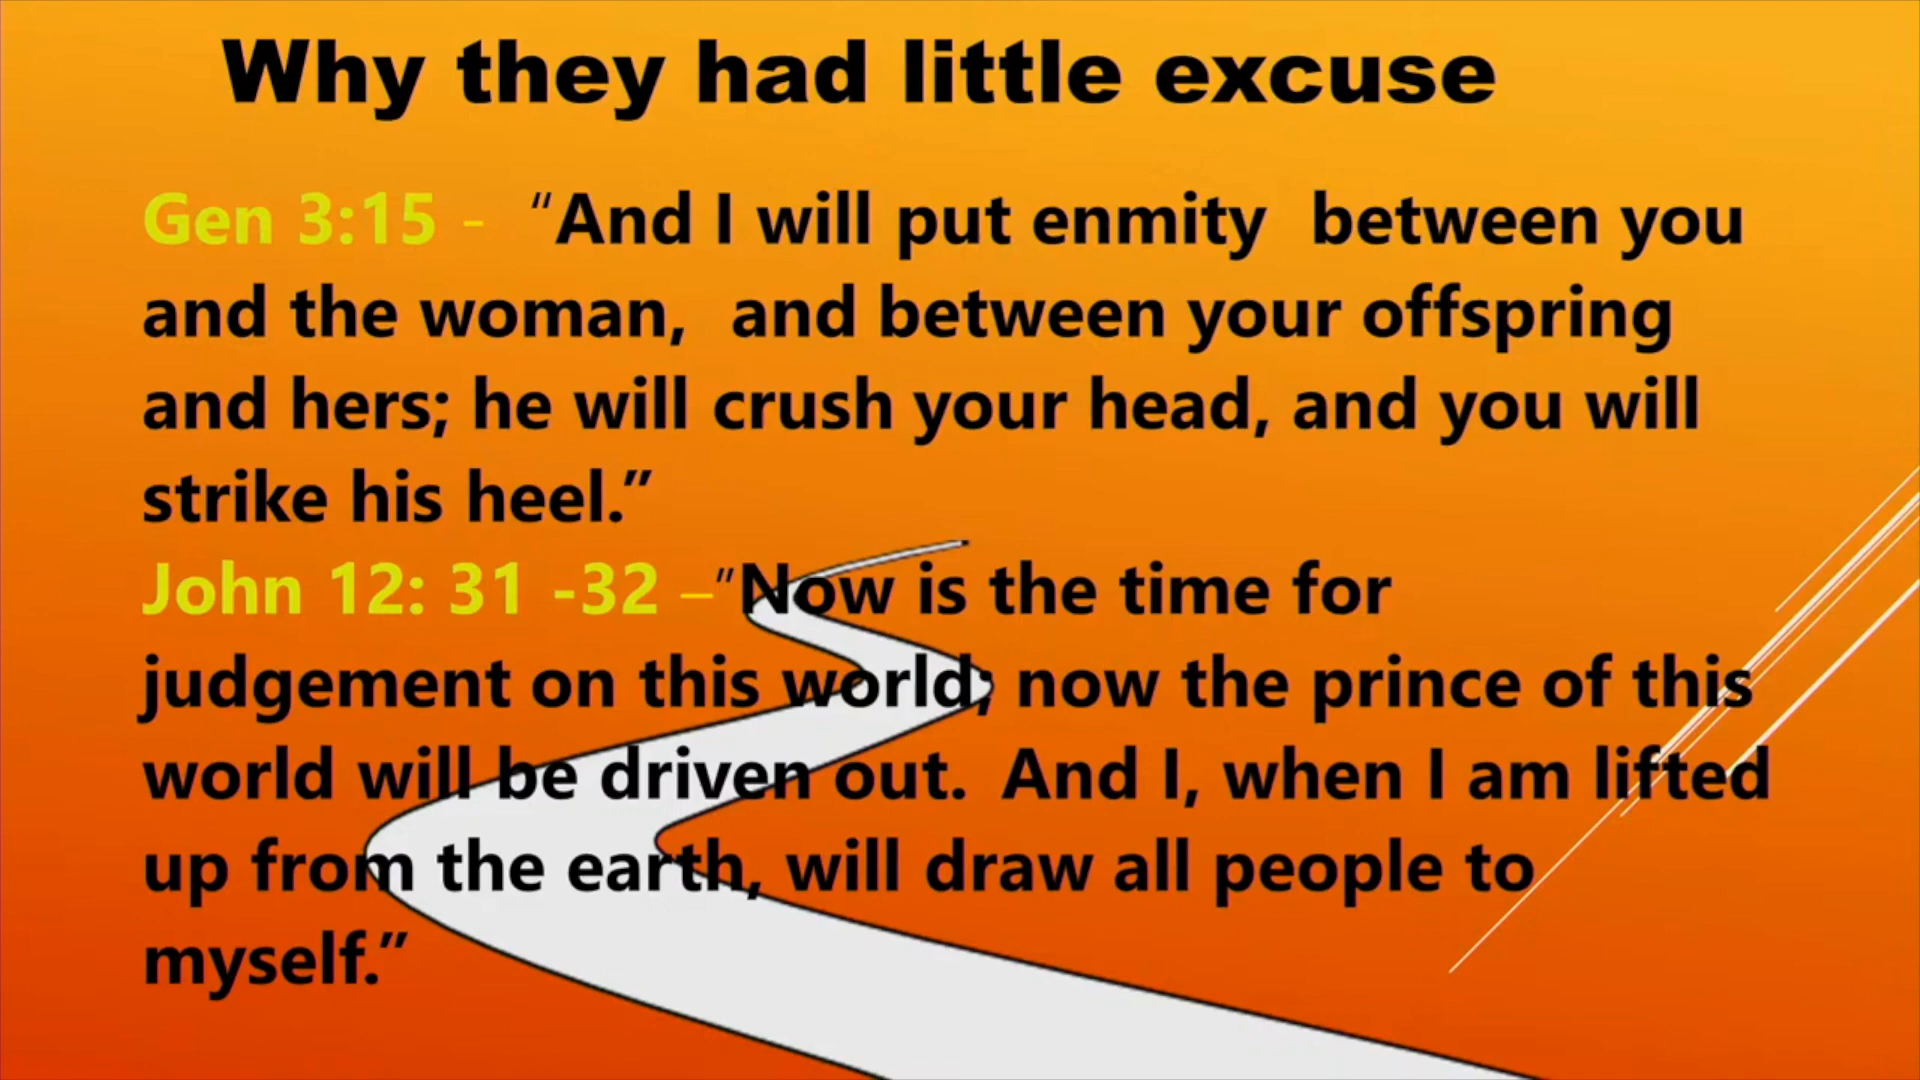 Why they had little excuse
Gen 3:15 - "And I will put enmity between you
and the woman, and between your offspring
and hers; he will crush your head, and you will
strike his heel.”
John 12: 31 -32 –"Now is the time for
judgement on this world; now the prince of this
world will be driven out. And I, when I am lifted
up from the earth, will draw all people to
myself.”